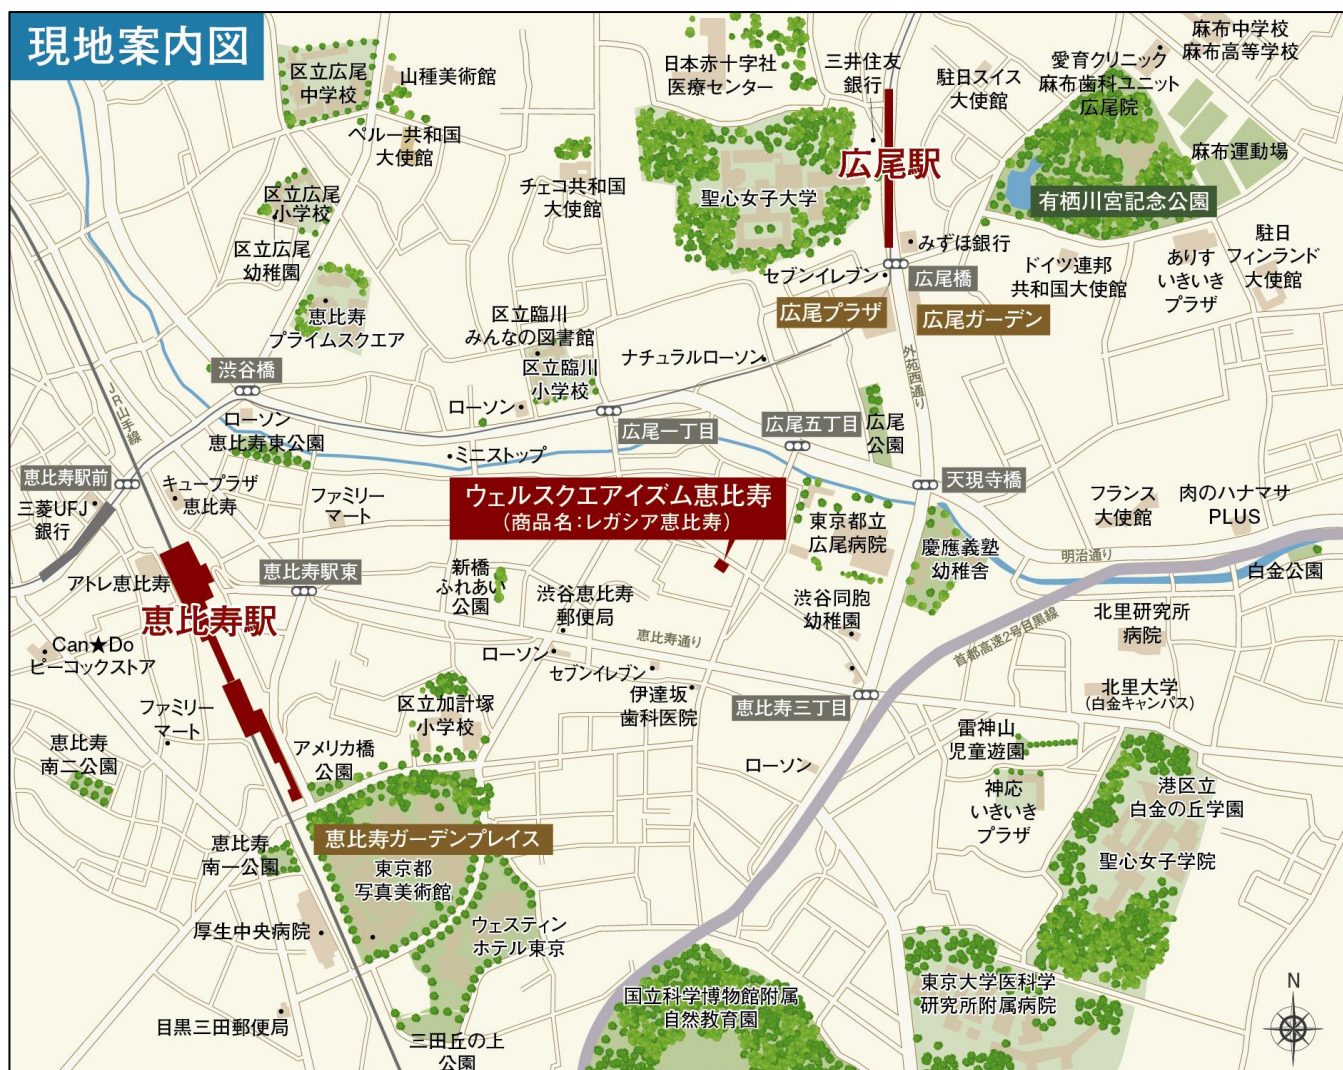 現地案内図
区立広尾
中学校
山種美術館
ペルー共和国
大使館
日本赤十字社
医療センター
三井住友
銀行
駐日スイス
大使館
愛育クリニック
麻布歯科ユニット
広尾院
麻布中学校
麻布高等学校
麻布運動場
有栖川宮記念公園
広尾駅
聖心女子大学
チェコ共和国
大使館
区立広尾
小学校
区立広尾
幼稚園
恵比寿
プライムスクエア
みずほ銀行
セブンイレブン
広尾橋
ドイツ連邦
共和国大使館
ありす
いきいき
プラザ
駐日
フィンランド
大使館
広尾プラザ
広尾ガーデン
外苑西通り
区立臨川
みんなの図書館
区立臨川
小学校
ナチュラルローソン
渋谷橋
JR山手線
ローソン
恵比寿東公園
ローソン
広尾一丁目
広尾五丁目
広尾
公園
ミニストップ
恵比寿駅前
三菱UFJ
銀行
キュープラザ
恵比寿
ファミリー
マート
ウェルスクエアイズム恵比寿
(商品名:レガシア恵比寿)
東京都立
広尾病院
天現寺橋
慶應義塾
幼稚舎
フランス
大使館
肉のハナマサ
PLUS
明治通り
白金公園
アトレ恵比寿
恵比寿駅東
恵比寿駅
新橋
ふれあい
公園
渋谷恵比寿
郵便局
恵比寿通り
渋谷同胞
幼稚園
首都高速2号目黒線
北里研究所
病院
Can★Do
ピーコックストア
ローソン
セブンイレブン
伊達坂
歯科医院
恵比寿三丁目
北里大学
(白金キャンパス)
ファミリー
マート
恵比寿
南二公園
区立加計塚
小学校
アメリカ橋
公園
ローソン
雷神山
児童遊園
神応
いきいき
プラザ
港区立
白金の丘学園
聖心女子学院
恵比寿ガーデンプレイス
東京都
写真美術館
恵比寿
南一公園
厚生中央病院
ウェスティン
ホテル東京
目黒三田郵便局
三田丘の上
公園
国立科学博物館附属
自然教育園
東京大学医科学
研究所附属病院
N